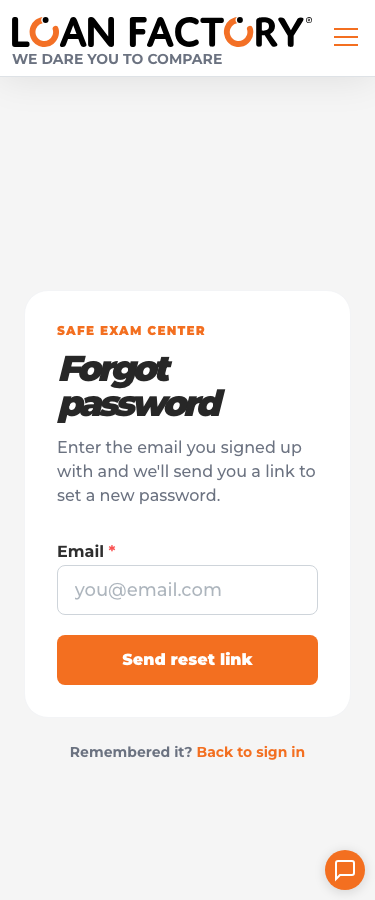 LOAN FACTORY®
WE DARE YOU TO COMPARE
SAFE EXAM CENTER
Forgot
password
Enter the email you signed up
with and we'll send you a link to
set a new password.
Email *
you@email.com
Send reset link
Remembered it? Back to sign in